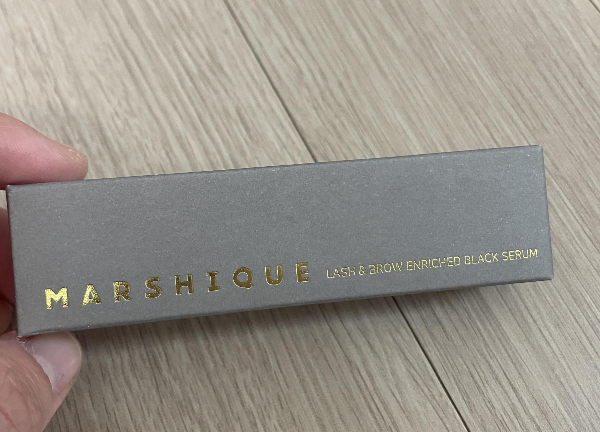 MARSHIQUE LASH & BROW ENRICHED BLACK SERUM